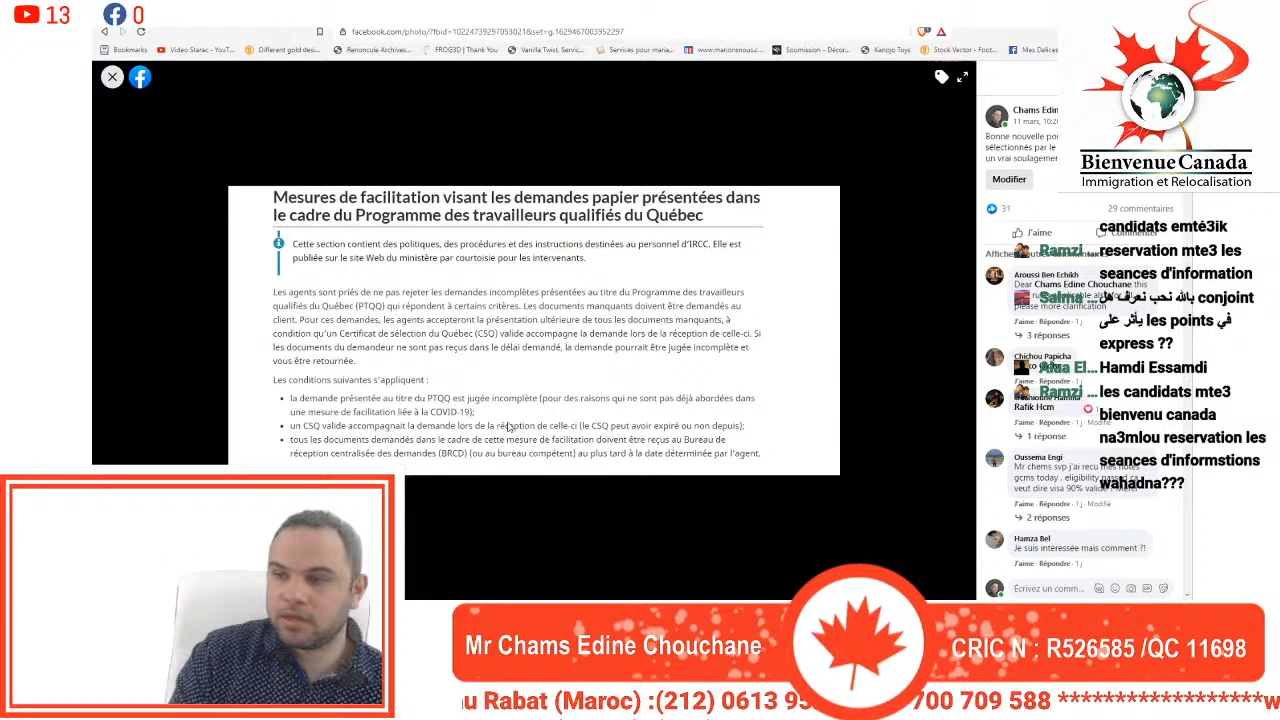 13
0
facebook.com/photo/?fbid=10224739297053021&set=g.1629467003952297
Bookmarks
Video Starac - YouT...
Different gold desi...
Renoncule Archives...
FROG3D | Thank You
Vanilla Twist, Servic...
Services pour maria...
www.marionsnous.c...
Soumission - Décem...
Kanojo Toys
Stock Vector - Foot...
Mes Delices
Mesures de facilitation visant les demandes papier présentées dans
le cadre du Programme des travailleurs qualifiés du Québec
Cette section contient des politiques, des procédures et des instructions destinées au personnel d'IRCC. Elle est
publiée sur le site Web du ministère par courtoisie pour les intervenants.
Les agents sont priés de ne pas rejeter les demandes incomplètes présentées au titre du Programme des travailleurs
qualifiés du Québec (PTQQ) qui répondent à certains critères. Les documents manquants doivent être demandés au
client. Pour ces demandes, les agents accepteront la présentation ultérieure de tous les documents manquants, à
condition qu'un Certificat de sélection du Québec (CSQ) valide accompagne la demande lors de la réception de celle-ci. Si
les documents du demandeur ne sont pas reçus dans le délai demandé, la demande pourrait être jugée incomplète et
vous être retournée.
Les conditions suivantes s'appliquent :
la demande présentée au titre du PTQQ est jugée incomplète (pour des raisons qui ne sont pas déjà abordées dans
une mesure de facilitation liée à la COVID-19);
un CSQ valide accompagnait la demande lors de la réception de celle-ci (le CSQ peut avoir expiré ou non depuis);
tous les documents demandés dans le cadre de cette mesure de facilitation doivent être reçus au Bureau de
réception centralisée des demandes (BRCD) (ou au bureau compétent) au plus tard à la date déterminée par l'agent.
Chams Edine
11 mars, 10:2
Bonne nouvelle pou
sélectionnés par le
un vrai soulagemen
Modifier
31
29 commentaires
J'aime
Commenter
Aroussi Ben Echikh
Dear Chams Edine Chouchane this
please more clarification
J'aime · Répondre · 1 j
3 réponses
Chichou Papicha
J'aime · Répondre · 1 j
Rafik Hcm
1
J'aime · Répondre · 1 j
1 réponse
Oussema Engi
Mr chems svp j'ai recu mes notes
gcms today , eligibility passed ca
veut dire visa 90% valide ? Merci
J'aime · Répondre · 1 j · Modifié
2 réponses
Hamza Bel
Je suis intéressée mais comment ?!
J'aime · Répondre · 1 j
Écrivez un comm...
Bienvenue Canada
Immigration et Relocalisation
candidats emté3ik
Ramzi
reservation mte3 les
seances d'information
Salma ...
بالله نحب نعرف هل conjoint
يأثر على les points في
express ??
Alaa El...
Hamdi Essamdi
Ramzi ...
les candidats mte3
bienvenu canada
na3mlou reservation les
seances d'informstions
wahadna???
Mr Chams Edine Chouchane
CRIC N : R526585 /QC 11698
u Rabat (Maroc) :(212) 0613 95
700 709 588 ******************w